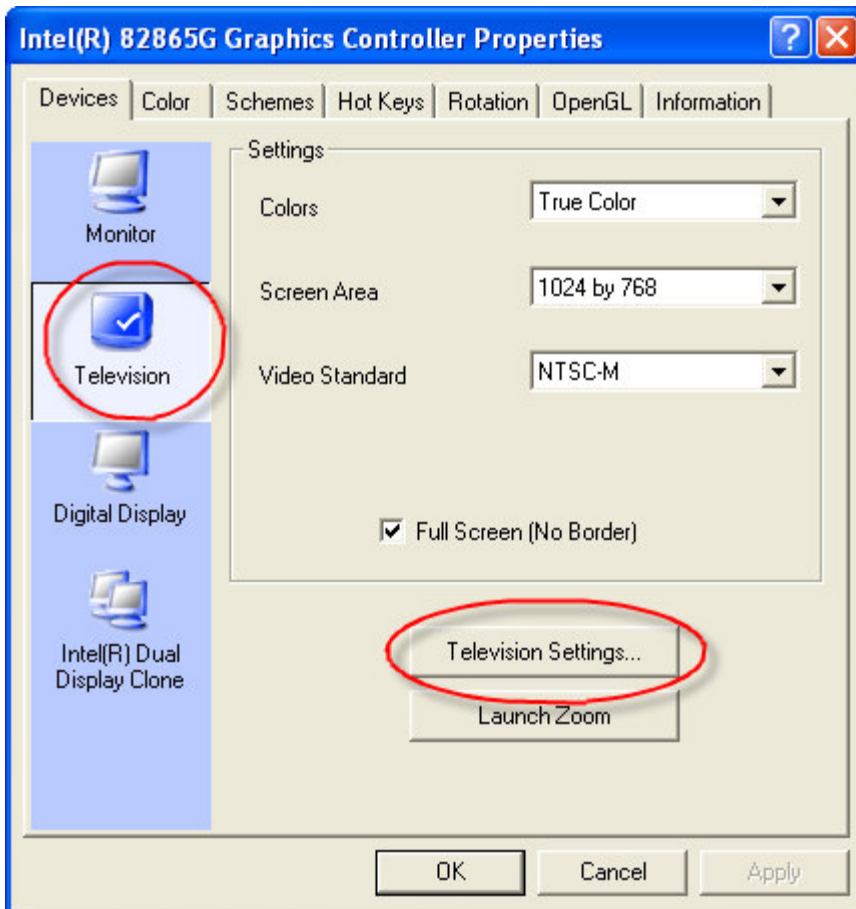 Intel(R) 82865G Graphics Controller Properties
Devices Color Schemes Hot Keys Rotation OpenGL Information
Monitor
Television
Digital Display
Intel(R) Dual
Display Clone
Settings
Colors True Color
Screen Area 1024 by 768
Video Standard NTSC-M
Full Screen (No Border)
Television Settings...
Launch Zoom
OK Cancel Apply